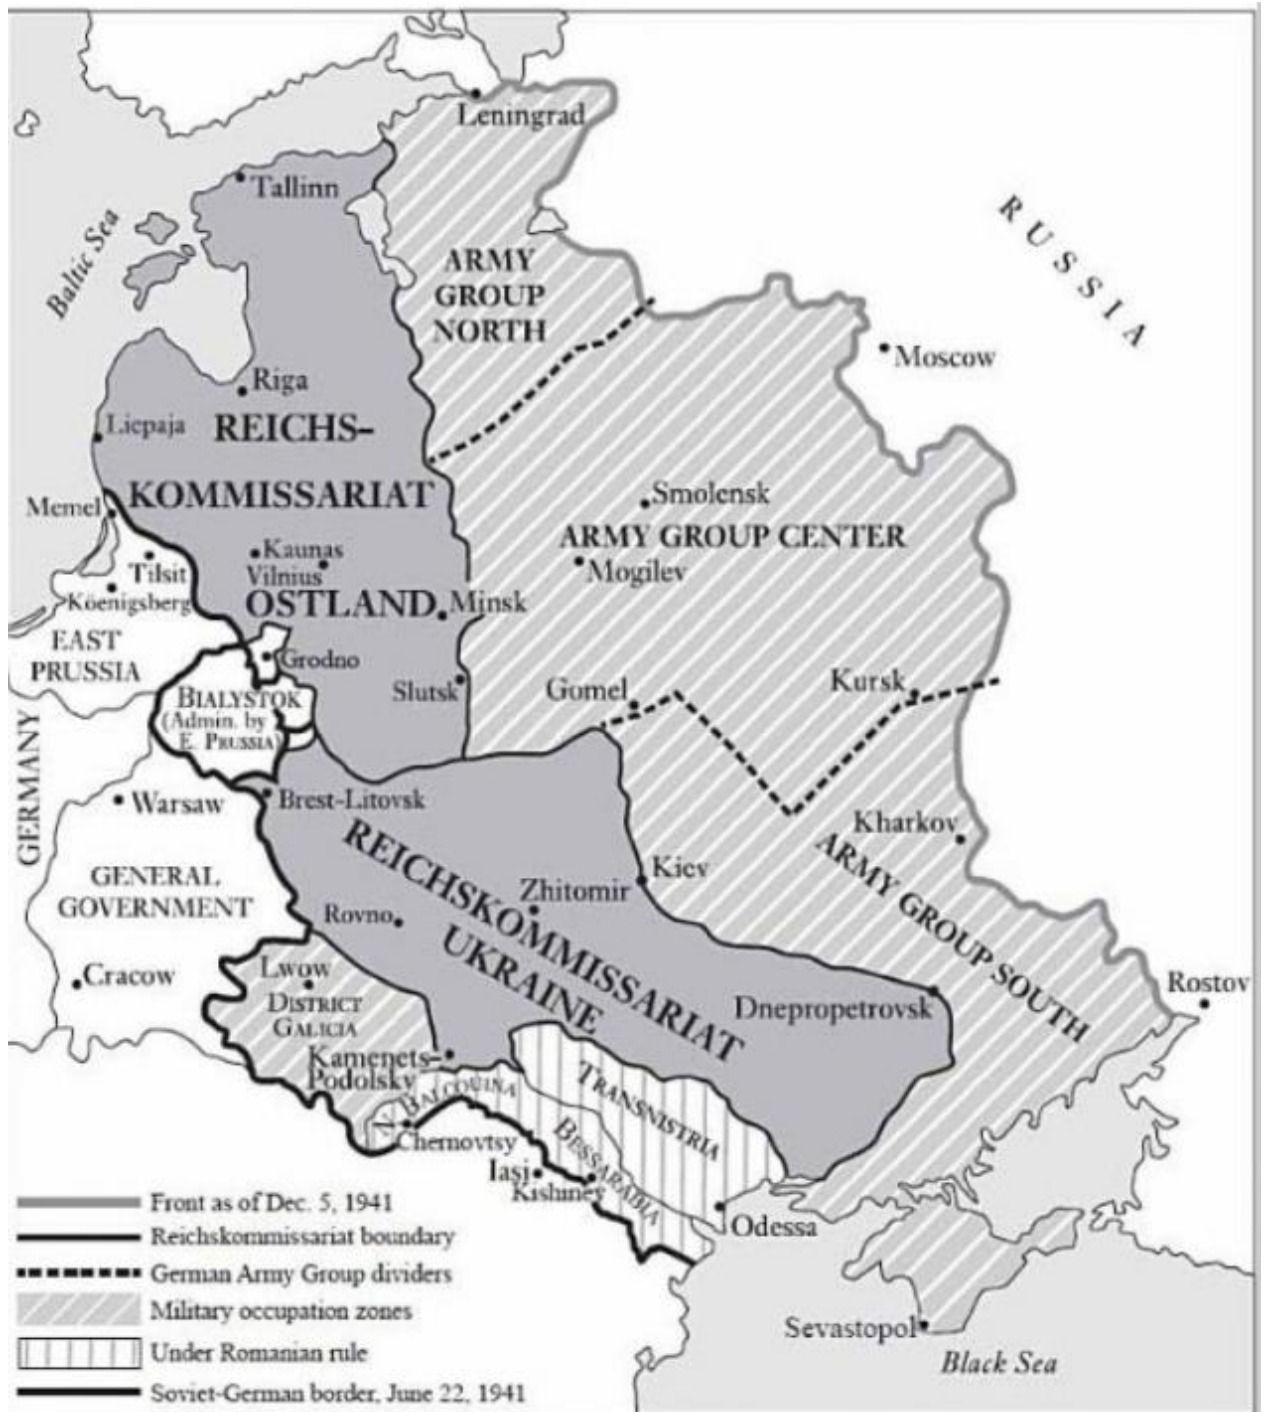 Leningrad
Tallinn
Baltic Sea
RUSSIA
ARMY
GROUP
NORTH
Moscow
Riga
Liepaja
REICHS–
KOMMISSARIAT
OSTLAND
Memel
Smolensk
ARMY GROUP CENTER
Mogilev
Kaunas
Vilnius
Tilsit
Köenigsberg
Minsk
EAST
PRUSSIA
Grodno
Slutsk
Gomel
Kursk
BIALYSTOK
(Admin. by
E. PRUSSIA)
GERMANY
Warsaw
Brest-Litovsk
Kharkov
REICHSKOMMISSARIAT
UKRAINE
ARMY GROUP SOUTH
Kiev
Zhitomir
GENERAL
GOVERNMENT
Rovno
Cracow
Lwow
DISTRICT
GALICIA
Dnepropetrovsk
Rostov
Kamenets-
Podolsky
N. BALCOUINA
TRANSNISTRIA
Chernovtsy
BESSARABIA
Iasi
Kishinev
Odessa
Front as of Dec. 5, 1941
Reichskommissariat boundary
German Army Group dividers
Military occupation zones
Under Romanian rule
Soviet-German border, June 22, 1941
Sevastopol
Black Sea